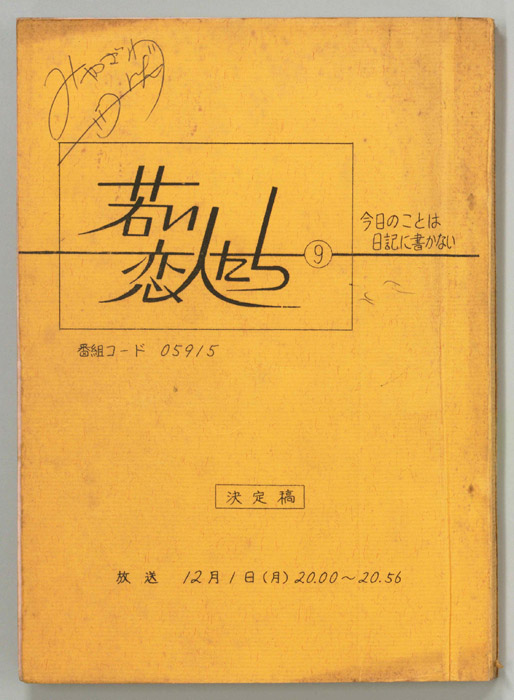 若い
恋人たち
⑨
今日のことは
日記に書かない
番組コード 05915
決定稿
放送 12月1日(月)20.00～20.56